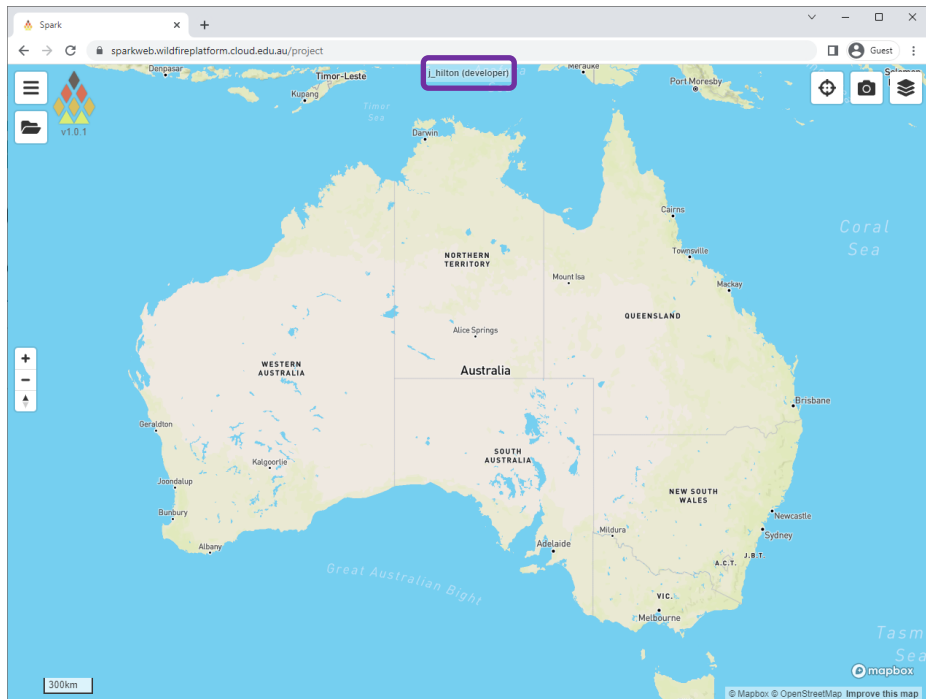 Spark
sparkweb.wildfireplatform.cloud.edu.au/project
Guest
Denpasar
Timor-Leste
j_hilton (developer)
Merauke
Kupang
Timor
Sea
Port Moresby
Solomon
v1.0.1
Darwin
Cairns
Coral
Sea
Townsville
NORTHERN
TERRITORY
Mount Isa
Mackay
QUEENSLAND
Alice Springs
WESTERN
AUSTRALIA
Australia
Brisbane
Geraldton
SOUTH
AUSTRALIA
Kalgoorlie
Joondalup
NEW SOUTH
WALES
Bunbury
Newcastle
Mildura
Sydney
Albany
Adelaide
J.B.T.
A.C.T.
Great Australian Bight
VIC.
Melbourne
Tasm
Sea
mapbox
300km
© Mapbox © OpenStreetMap Improve this map